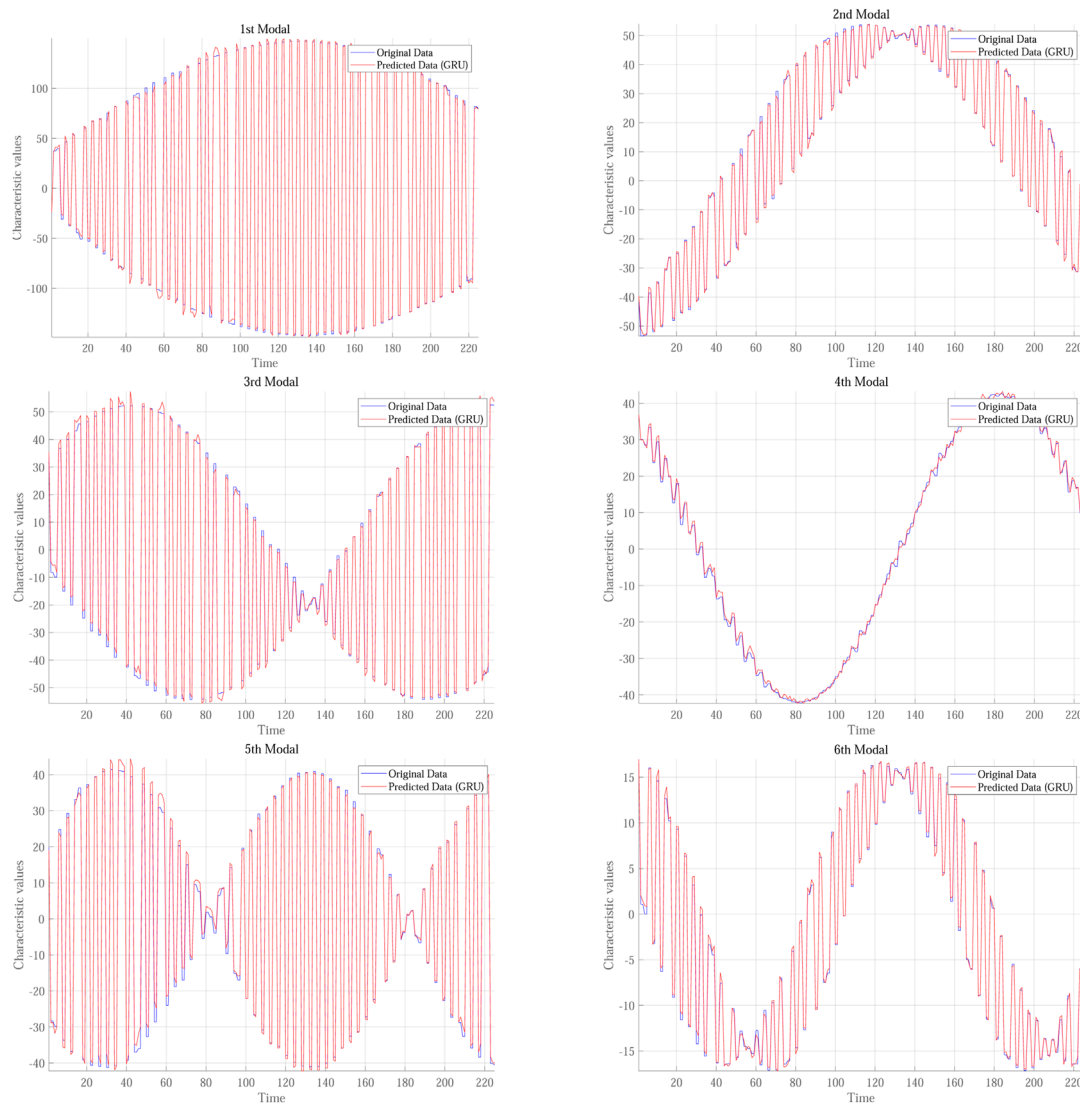 1st Modal
Original Data
Predicted Data (GRU)
Characteristic values
100
50
0
-50
-100
20 40 60 80 100 120 140 160 180 200 220
Time
2nd Modal
Original Data
Predicted Data (GRU)
Characteristic values
50
40
30
20
10
0
-10
-20
-30
-40
-50
20 40 60 80 100 120 140 160 180 200 220
Time
3rd Modal
Original Data
Predicted Data (GRU)
Characteristic values
50
40
30
20
10
0
-10
-20
-30
-40
-50
20 40 60 80 100 120 140 160 180 200 220
Time
4th Modal
Original Data
Predicted Data (GRU)
Characteristic values
40
30
20
10
0
-10
-20
-30
-40
20 40 60 80 100 120 140 160 180 200 220
Time
5th Modal
Original Data
Predicted Data (GRU)
Characteristic values
40
30
20
10
0
-10
-20
-30
-40
20 40 60 80 100 120 140 160 180 200 220
Time
6th Modal
Original Data
Predicted Data (GRU)
Characteristic values
15
10
5
0
-5
-10
-15
20 40 60 80 100 120 140 160 180 200 220
Time